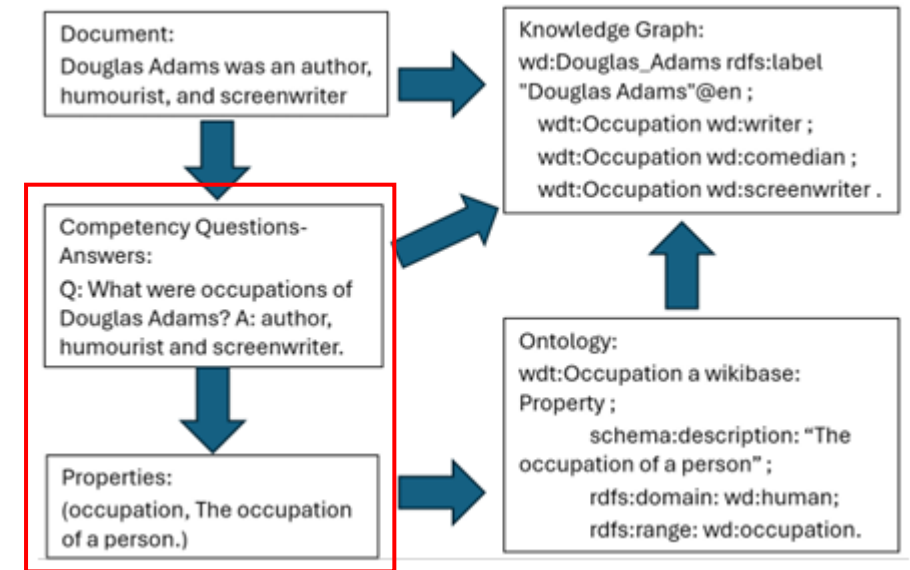 Document:
Douglas Adams was an author,
humourist, and screenwriter
Knowledge Graph:
wd:Douglas_Adams rdfs:label
"Douglas Adams"@en ;
wdt:Occupation wd:writer ;
wdt:Occupation wd:comedian ;
wdt:Occupation wd:screenwriter .
Competency Questions-
Answers:
Q: What were occupations of
Douglas Adams? A: author,
humourist and screenwriter.
Properties:
(occupation, The occupation
of a person.)
Ontology:
wdt:Occupation a wikibase:
Property ;
schema:description: “The
occupation of a person” ;
rdfs:domain: wd:human;
rdfs:range: wd:occupation.